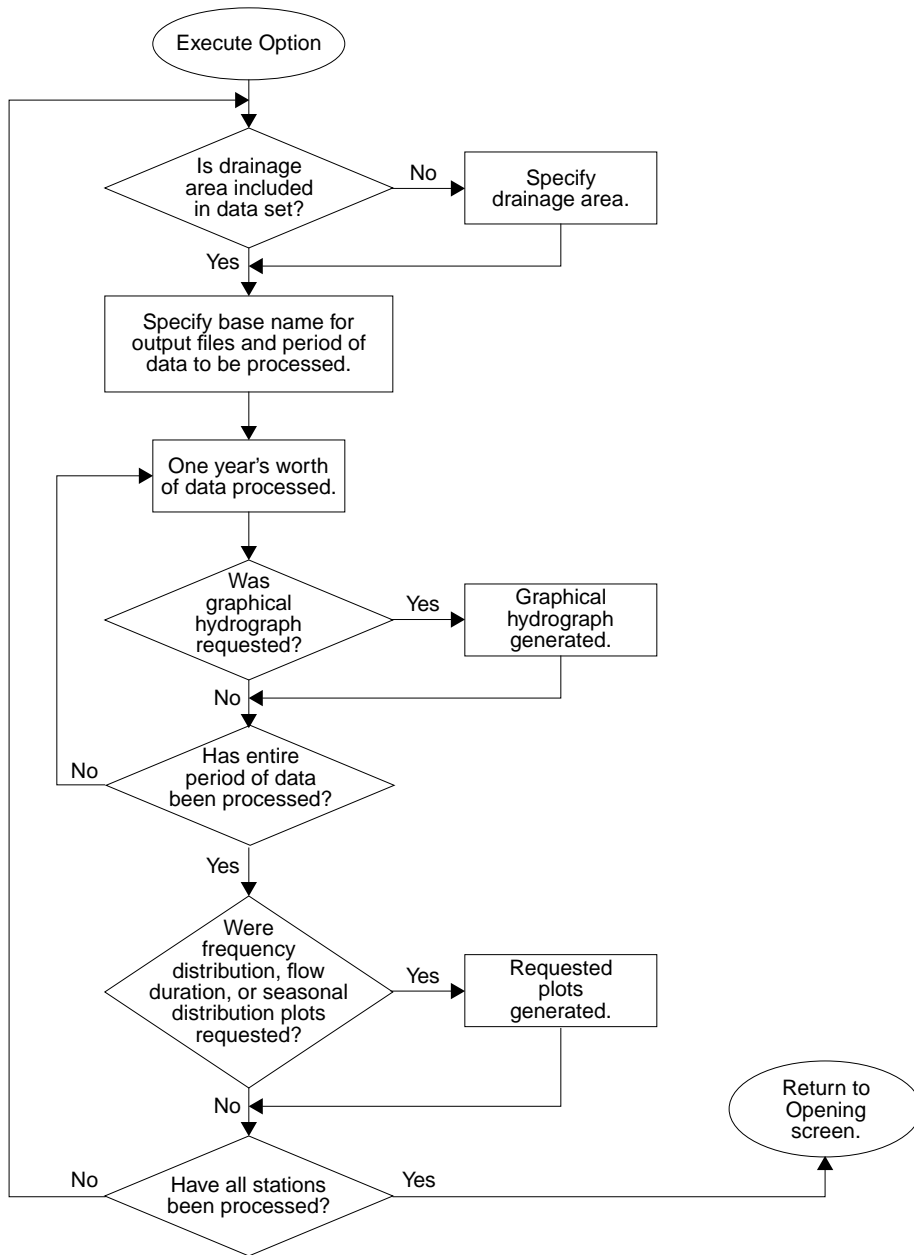 Execute Option
Is drainage
area included
in data set?
No
Specify
drainage area.
Yes
Specify base name for
output files and period of
data to be processed.
One year’s worth
of data processed.
Was
graphical
hydrograph
requested?
Yes
Graphical
hydrograph
generated.
No
Has entire
period of data
been processed?
No
Yes
Were
frequency
distribution, flow
duration, or seasonal
distribution plots
requested?
Yes
Requested
plots
generated.
No
Return to
Opening
screen.
Have all stations
been processed?
No
Yes